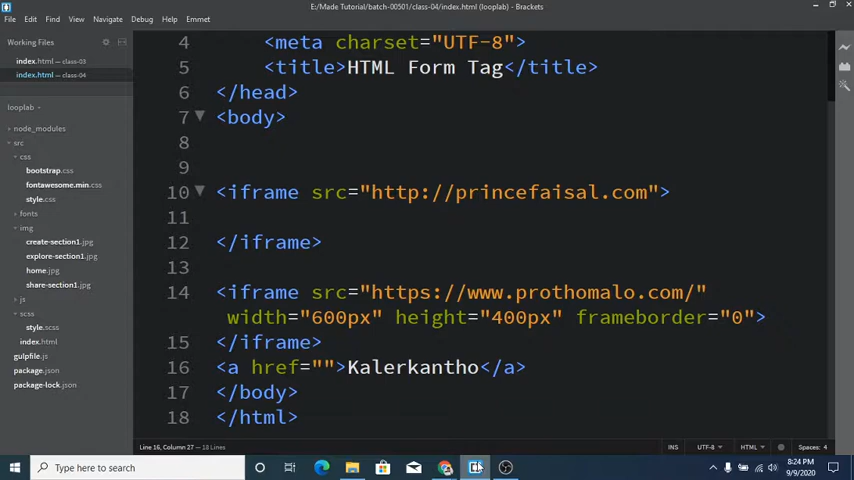 E:/Made Tutorial/batch-00501/class-04/index.html (looplab) - Brackets
File Edit Find View Navigate Debug Help Emmet
Working Files
index.html — class-03
index.html — class-04
looplab
node_modules
src
css
bootstrap.css
fontawesome.min.css
style.css
fonts
img
create-section1.jpg
explore-section1.jpg
home.jpg
share-section1.jpg
js
scss
style.scss
index.html
gulpfile.js
package.json
package-lock.json
4 <meta charset="UTF-8">
5 <title>HTML Form Tag</title>
6 </head>
7 <body>
8
9
10 <iframe src="http://princefaisal.com">
11
12 </iframe>
13
14 <iframe src="https://www.prothomalo.com/"
width="600px" height="400px" frameborder="0">
15 </iframe>
16 <a href="">Kalerkantho</a>
17 </body>
18 </html>
Line 16, Column 27 — 18 Lines
INS UTF-8 HTML Spaces: 4
Type here to search
8:24 PM
9/9/2020